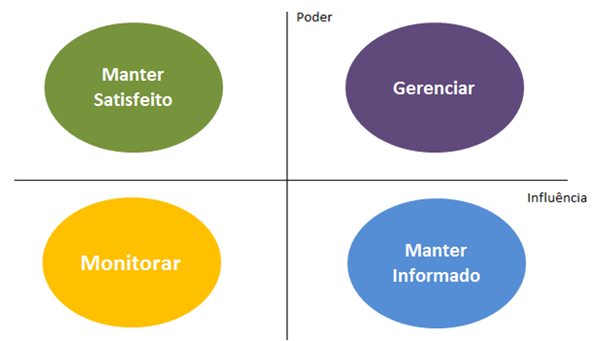 Poder
Manter
Satisfeito
Gerenciar
Influência
Monitorar
Manter
Informado